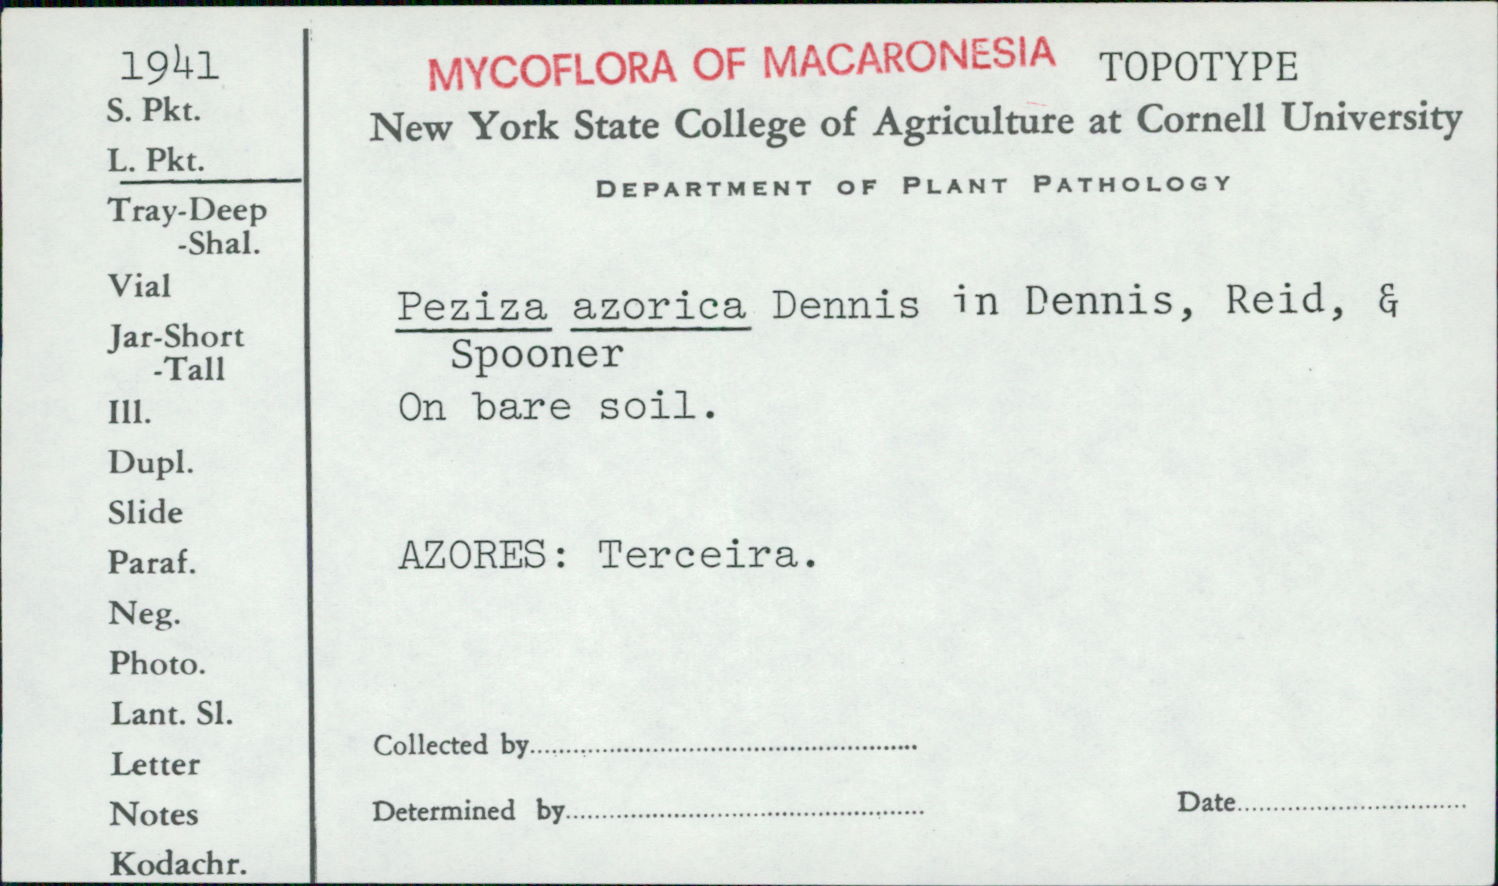 1941
S. Pkt.
L. Pkt.
Tray-Deep
-Shal.
Vial
Jar-Short
-Tall
Ill.
Dupl.
Slide
Paraf.
Neg.
Photo.
Lant. Sl.
Letter
Notes
Kodachr.
MYCOFLORA OF MACARONESIA TOPOTYPE
New York State College of Agriculture at Cornell University
DEPARTMENT OF PLANT PATHOLOGY
Peziza azorica Dennis in Dennis, Reid, &
Spooner
On bare soil.
AZORES: Terceira.
Collected by
Determined by
Date